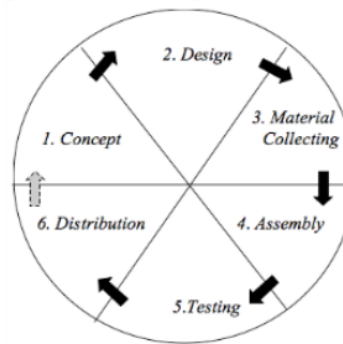 1. Concept
2. Design
3. Material
Collecting
4. Assembly
5.Testing
6. Distribution